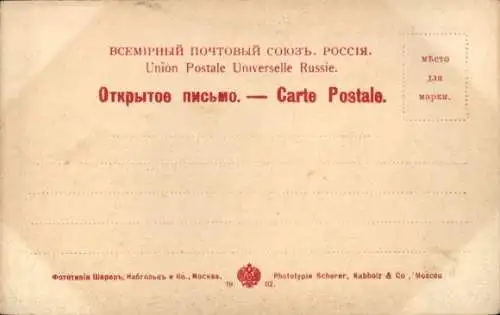 ВСЕМІРНЫЙ ПОЧТОВЫЙ СОЮЗЪ. РОССІЯ.
Union Postale Universelle Russie.
Открытое письмо. — Carte Postale.
мѣсто
для
марки.
Фототипія Шереръ, Набгольцъ и Ко., Москва.
Phototypie Scherer, Nabholz & Co., Moscou
19 02.